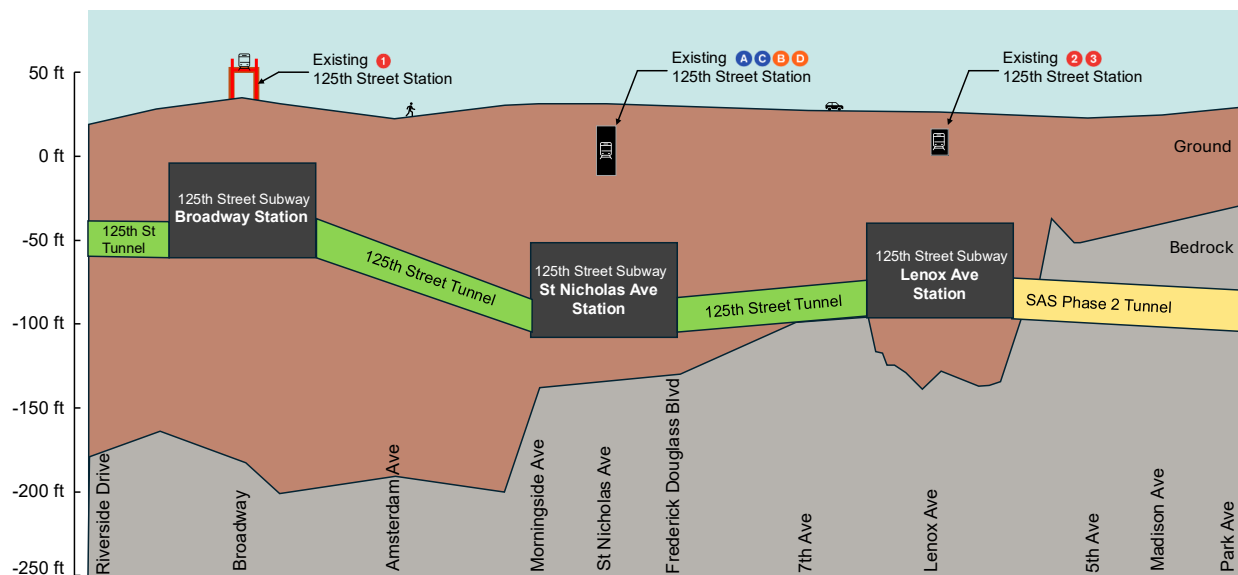 Existing 1
125th Street Station
Existing A C B D
125th Street Station
Existing 2 3
125th Street Station
50 ft
0 ft
-50 ft
-100 ft
-150 ft
-200 ft
-250 ft
Ground
Bedrock
125th St
Tunnel
125th Street Subway
Broadway Station
125th Street Tunnel
125th Street Subway
St Nicholas Ave
Station
125th Street Tunnel
125th Street Subway
Lenox Ave
Station
SAS Phase 2 Tunnel
Riverside Drive
Broadway
Amsterdam Ave
Morningside Ave
St Nicholas Ave
Frederick Douglass Blvd
7th Ave
Lenox Ave
5th Ave
Madison Ave
Park Ave